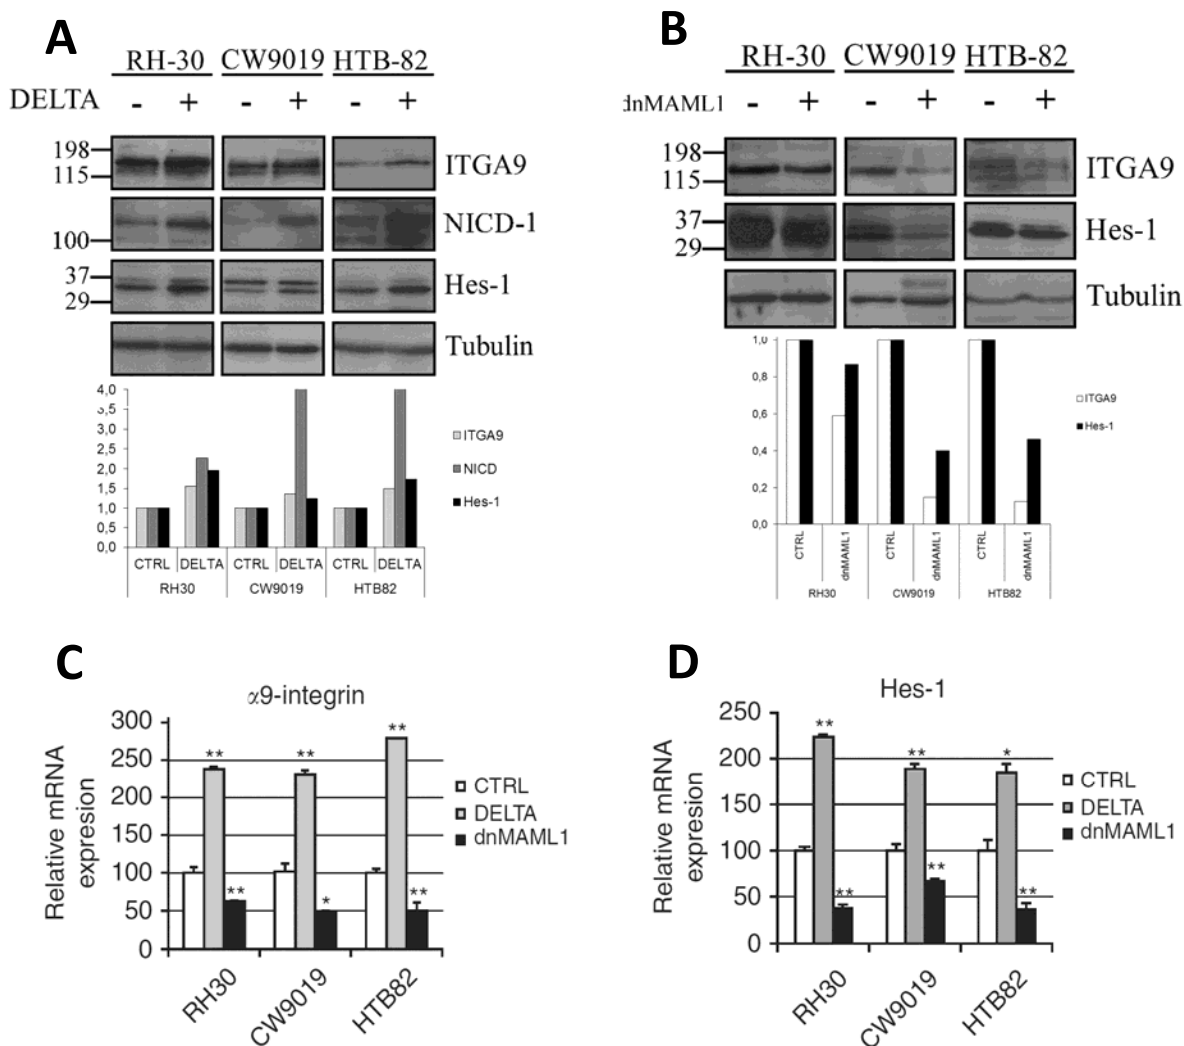 A
RH-30 CW9019 HTB-82
DELTA - + - + - +
198
115
ITGA9
NICD-1
100
37
29
Hes-1
Tubulin
4,0
3,5
3,0
2,5
2,0
1,5
1,0
0,5
0,0
ITGA9
NICD
Hes-1
CTRL DELTA CTRL DELTA CTRL DELTA
RH30 CW9019 HTB82
B
RH-30 CW9019 HTB-82
dnMAML1 - + - + - +
198
115
ITGA9
37
29
Hes-1
Tubulin
1,0
0,8
0,6
0,4
0,2
0,0
ITGA9
Hes-1
CTRL dnMAML1 CTRL dnMAML1 CTRL dnMAML1
RH30 CW9019 HTB82
C
α9-integrin
Relative mRNA
expresion
300
250
200
150
100
50
0
** ** **
** * **
CTRL
DELTA
dnMAML1
RH30 CW9019 HTB82
D
Hes-1
Relative mRNA
expresion
250
200
150
100
50
0
** ** *
** ** **
CTRL
DELTA
dnMAML1
RH30 CW9019 HTB82